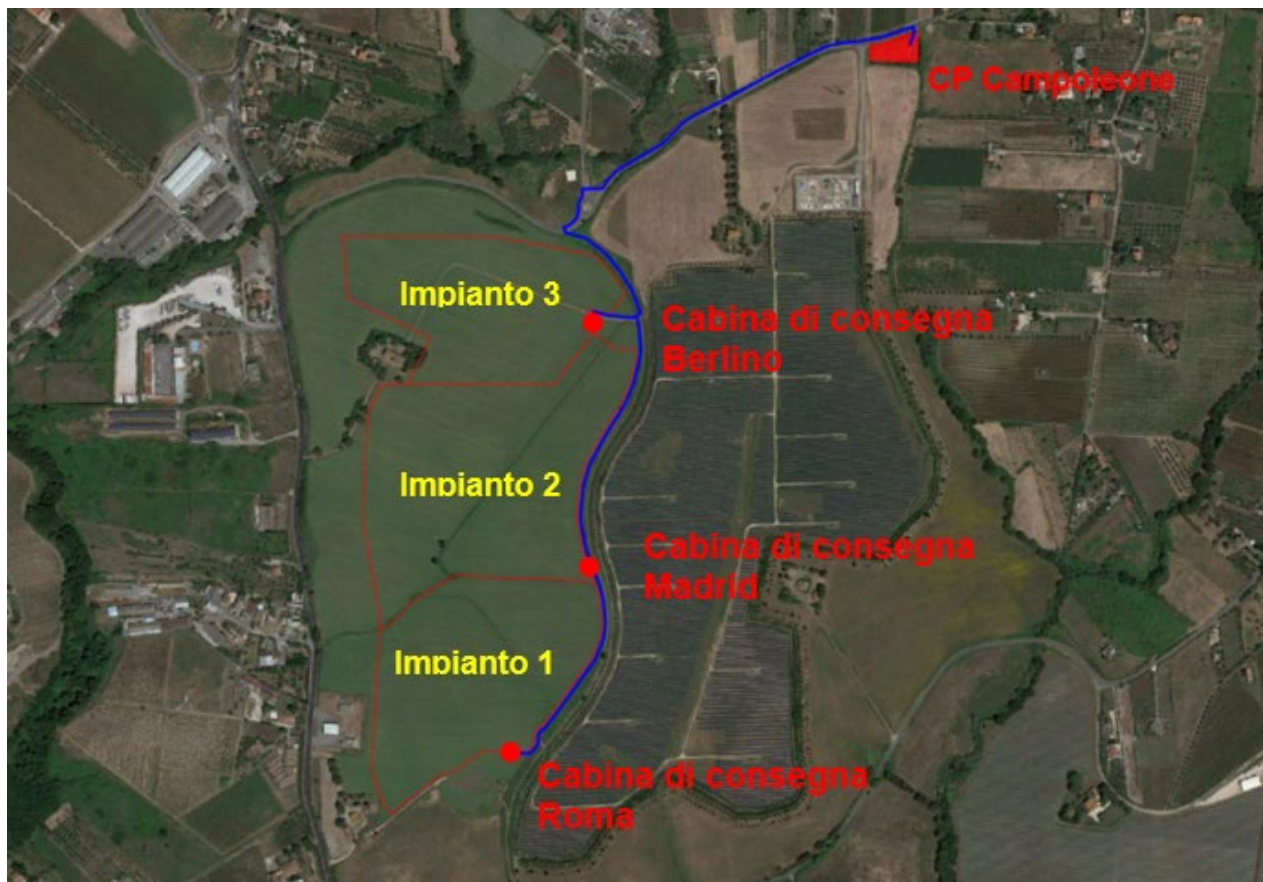 CP Campoleone
Impianto 3
Cabina di consegna
Berlino
Impianto 2
Cabina di consegna
Madrid
Impianto 1
Cabina di consegna
Roma